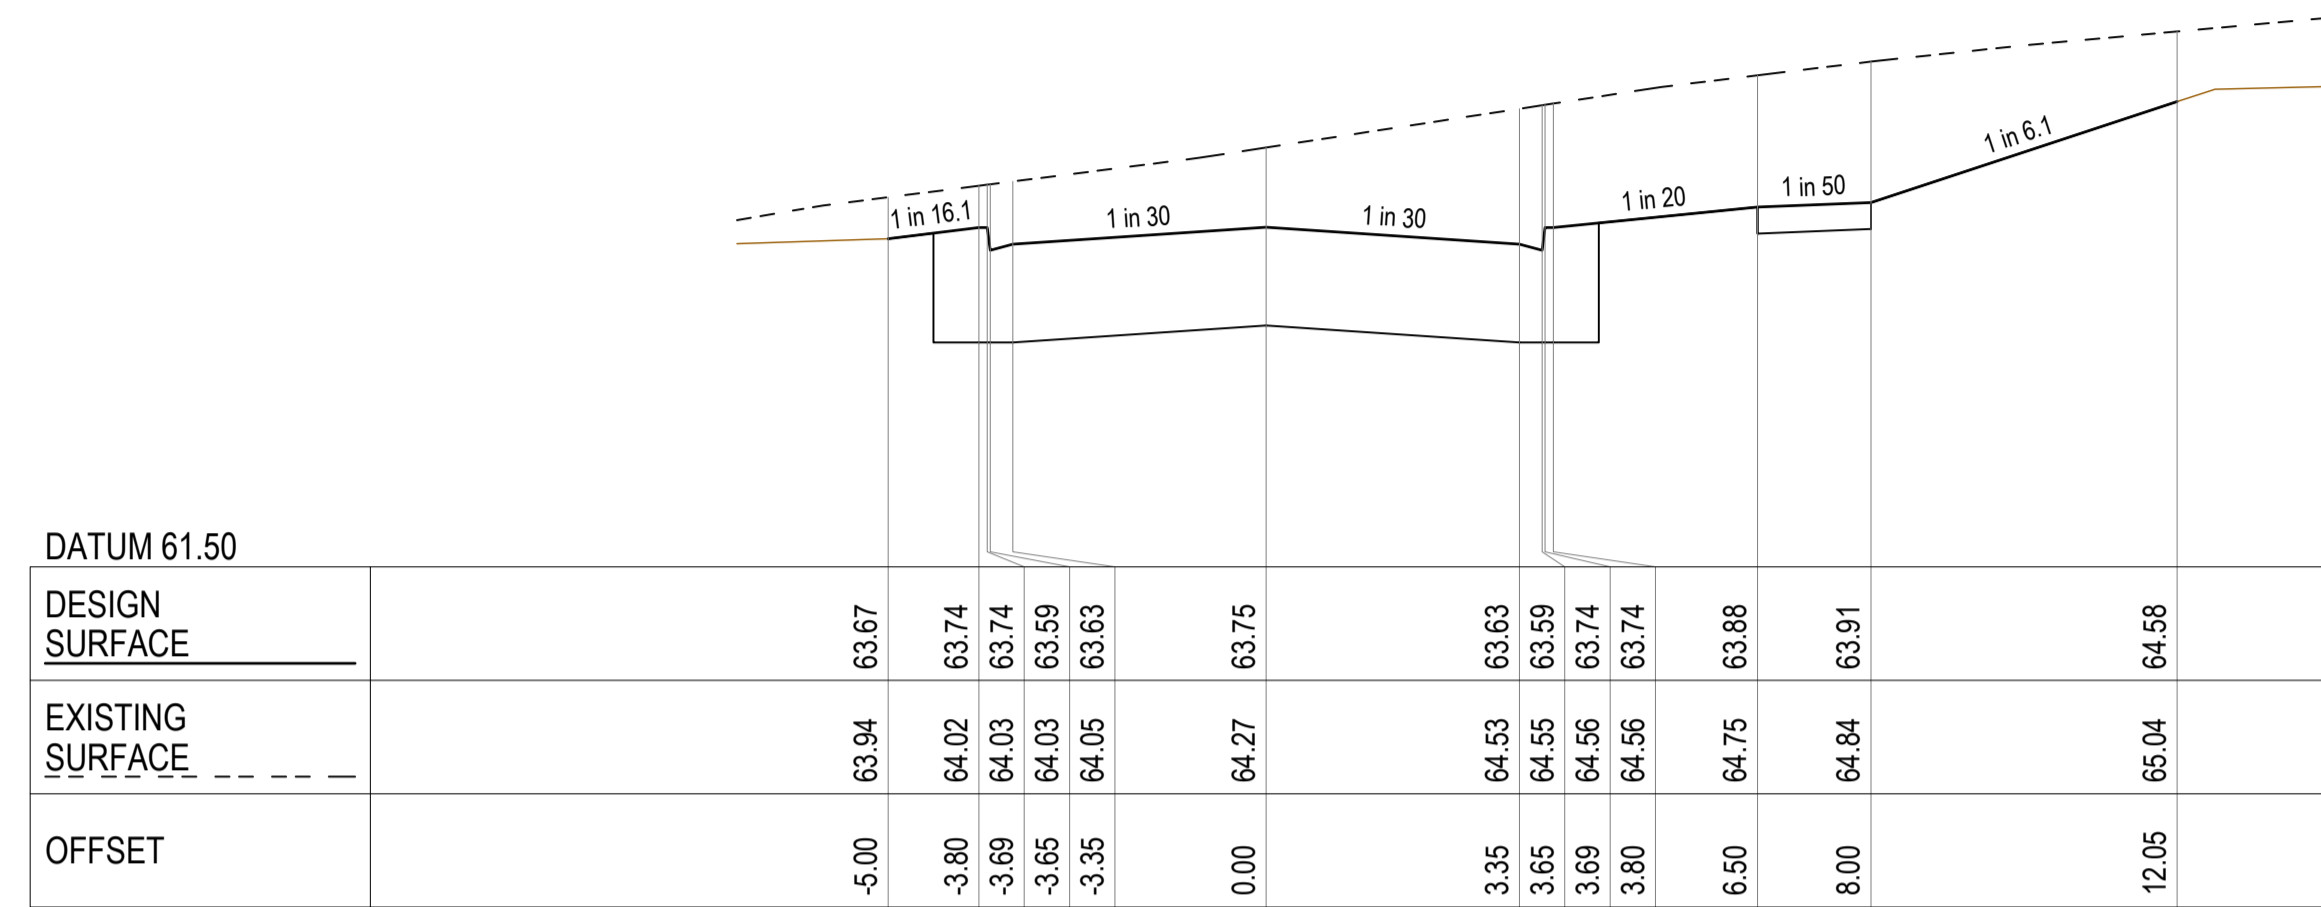 1 in 16.1
1 in 30
1 in 30
1 in 20
1 in 50
1 in 6.1
DATUM 61.50
DESIGN
SURFACE
63.67 63.74 63.74 63.59 63.63 63.75 63.63 63.59 63.74 63.74 63.88 63.91 64.58
EXISTING
SURFACE
63.94 64.02 64.03 64.03 64.05 64.27 64.53 64.55 64.56 64.56 64.75 64.84 65.04
OFFSET
-5.00 -3.80 -3.69 -3.65 -3.35 0.00 3.35 3.65 3.69 3.80 6.50 8.00 12.05